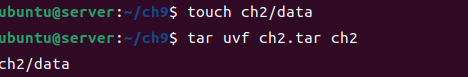 ubuntu@server:~/ch9$ touch ch2/data
ubuntu@server:~/ch9$ tar uvf ch2.tar ch2
ch2/data